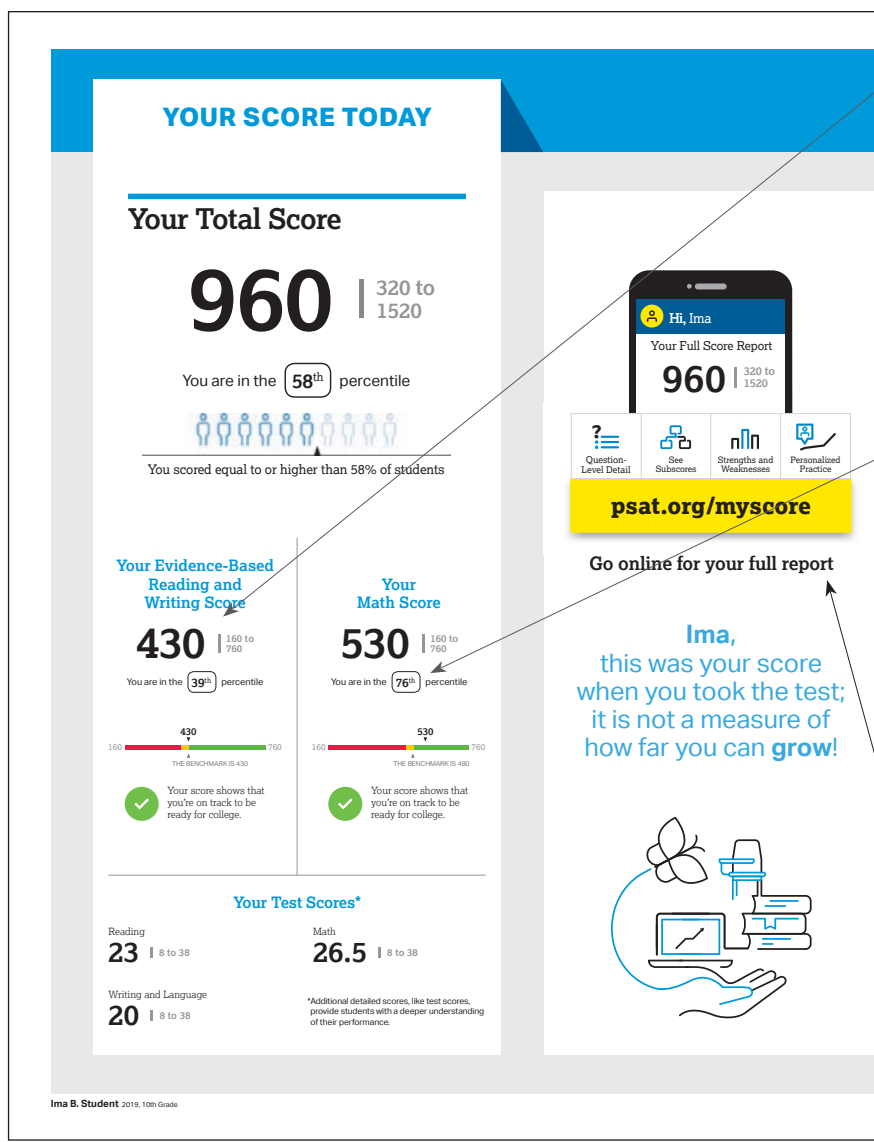 YOUR SCORE TODAY
Your Total Score
960
320 to
1520
You are in the 58th percentile
You scored equal to or higher than 58% of students
Your Evidence-Based
Reading and
Writing Score
430
160 to
760
You are in the 39th percentile
430
160 760
THE BENCHMARK IS 430
Your score shows that
you're on track to be
ready for college.
Your
Math Score
530
160 to
760
You are in the 76th percentile
530
160 760
THE BENCHMARK IS 480
Your score shows that
you're on track to be
ready for college.
Your Test Scores*
Reading
23 8 to 38
Math
26.5 8 to 38
Writing and Language
20 8 to 38
*Additional detailed scores, like test scores,
provide students with a deeper understanding
of their performance.
Hi, Ima
Your Full Score Report
960
320 to
1520
Question-
Level Detail
See
Subscores
Strengths and
Weaknesses
Personalized
Practice
psat.org/myscore
Go online for your full report
Ima,
this was your score
when you took the test;
it is not a measure of
how far you can grow!
Ima B. Student 2019, 10th Grade